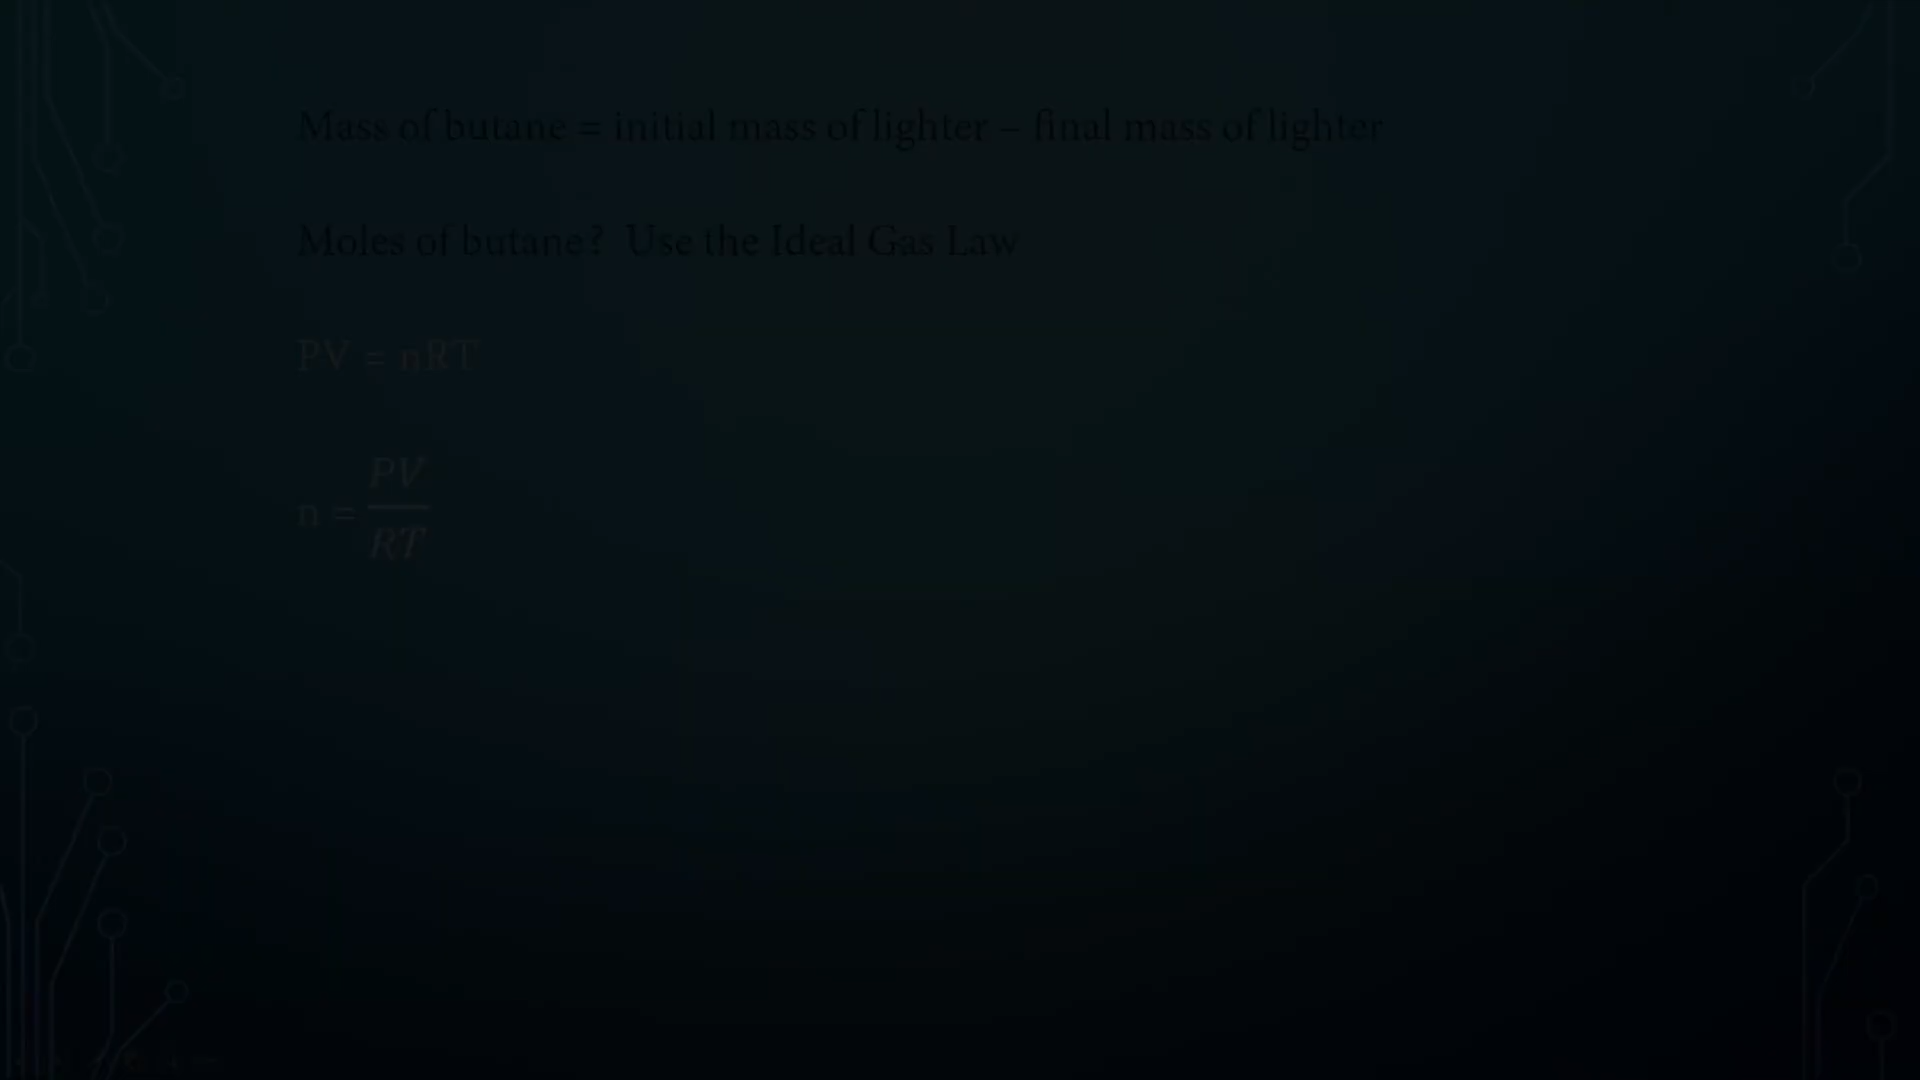 Mass of butane = initial mass of lighter – final mass of lighter
Moles of butane?  Use the Ideal Gas Law
PV = nRT
n = PV/RT